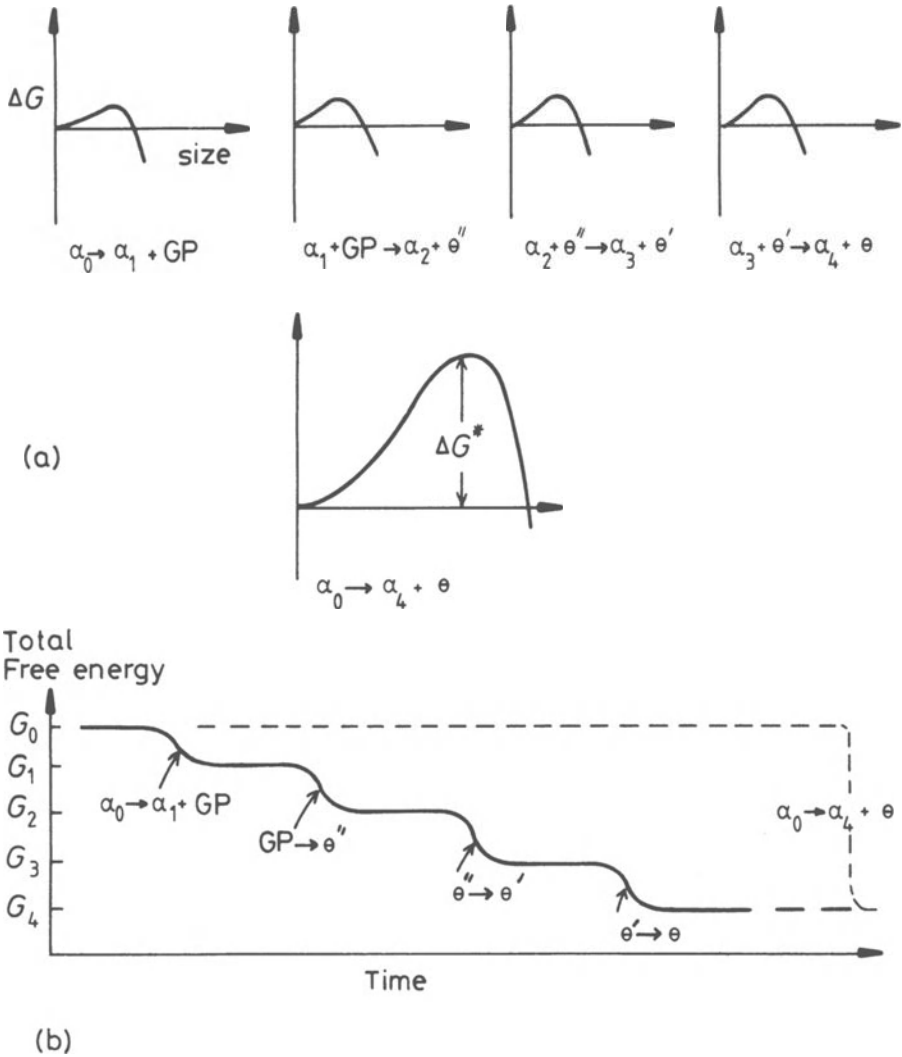 ΔG
size
α₀→ α₁ + GP
α₁ + GP → α₂ + θ″
α₂ + θ″ → α₃ + θ′
α₃ + θ′ → α₄ + θ
ΔG*
(a)
α₀ → α₄ + θ
Total
Free energy
G₀
G₁
α₀ → α₁ + GP
α₀ → α₄ + θ
G₂
GP → θ″
G₃
θ″ → θ′
G₄
θ′ → θ
Time
(b)